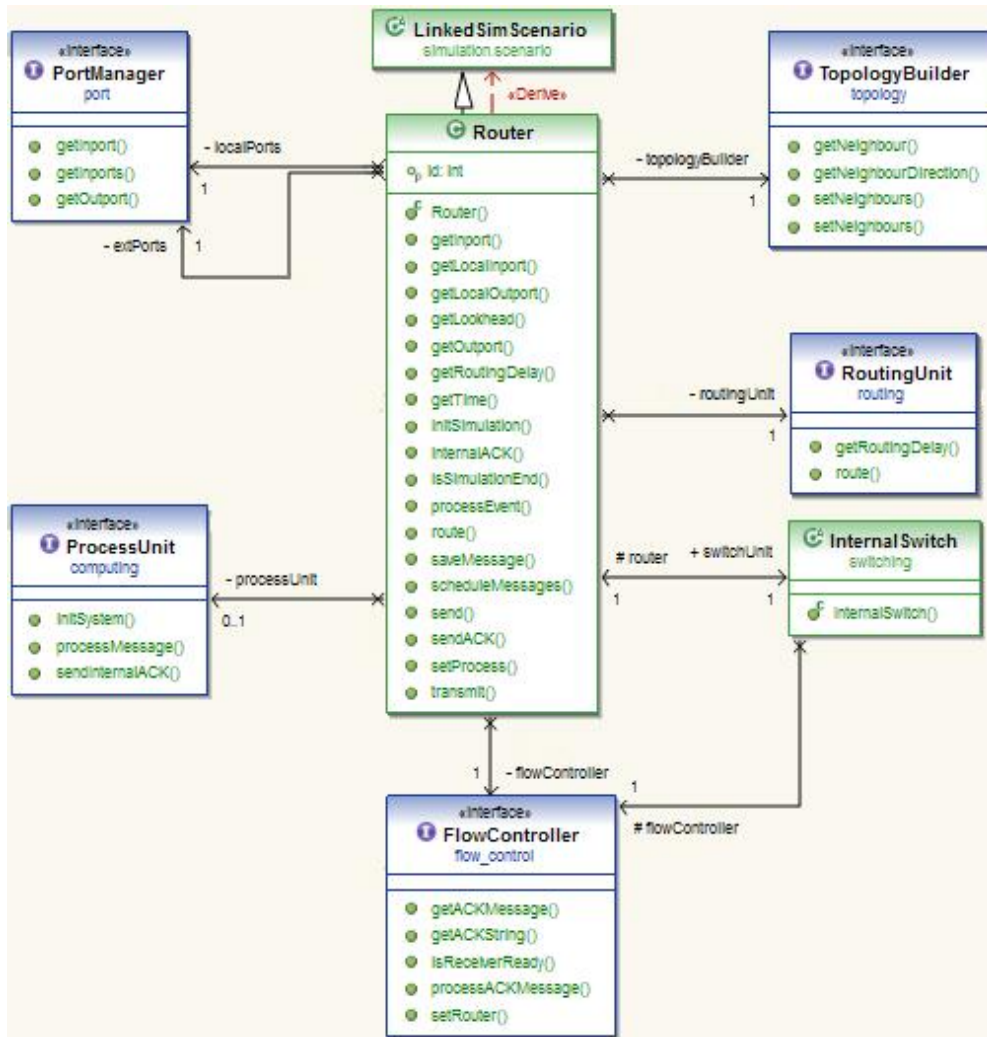 LinkedSimScenario
simulation.scenario
«Derive»
«Interface»
PortManager
port
getInport()
getInports()
getOutport()
- localPorts
1
- extPorts
1
Router
id: int
Router()
getInport()
getLocalInport()
getLocalOutport()
getLookhead()
getOutport()
getRoutingDelay()
getTime()
initSimulation()
internalACK()
isSimulationEnd()
processEvent()
route()
saveMessage()
scheduleMessages()
send()
sendACK()
setProcess()
transmit()
«Interface»
TopologyBuilder
topology
getNeighbour()
getNeighbourDirection()
setNeighbours()
setNeighbours()
- topologyBuilder
1
«Interface»
RoutingUnit
routing
getRoutingDelay()
route()
- routingUnit
1
«Interface»
ProcessUnit
computing
initSystem()
processMessage()
sendInternalACK()
- processUnit
0..1
InternalSwitch
switching
InternalSwitch()
# router
+ switchUnit
1
1
1
- flowController
1
# flowController
«Interface»
FlowController
flow_control
getACKMessage()
getACKString()
isReceiverReady()
processACKMessage()
setRouter()